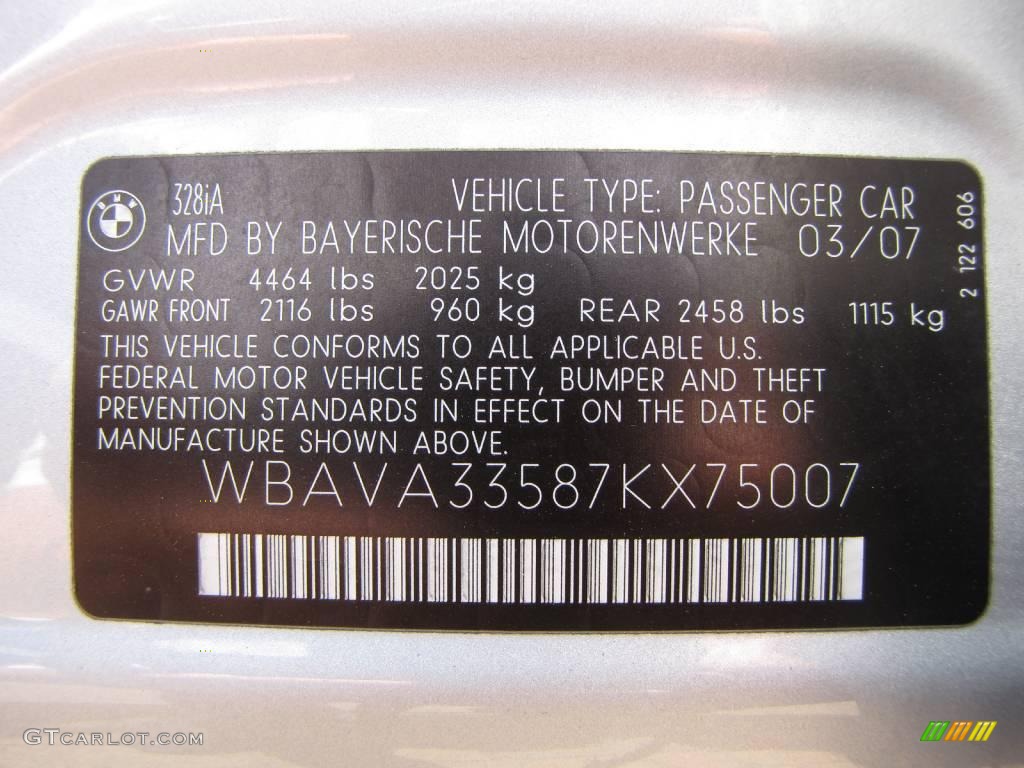 328iA VEHICLE TYPE: PASSENGER CAR
MFD BY BAYERISCHE MOTORENWERKE 03/07
GVWR 4464 lbs 2025 kg
GAWR FRONT 2116 lbs 960 kg REAR 2458 lbs 1115 kg
THIS VEHICLE CONFORMS TO ALL APPLICABLE U.S.
FEDERAL MOTOR VEHICLE SAFETY, BUMPER AND THEFT
PREVENTION STANDARDS IN EFFECT ON THE DATE OF
MANUFACTURE SHOWN ABOVE.
WBAVA33587KX75007
2 122 606
GTCARLOT.COM